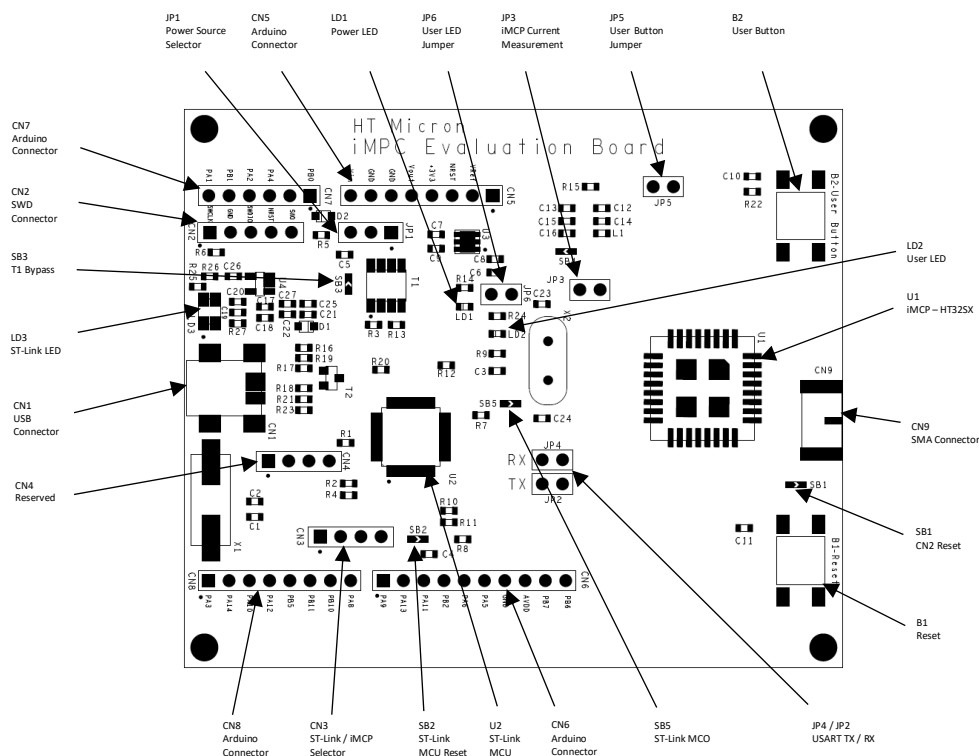 JP1
Power Source
Selector
CN5
Arduino
Connector
LD1
Power LED
JP6
User LED
Jumper
JP3
iMCP Current
Measurement
JP5
User Button
Jumper
B2
User Button
CN7
Arduino
Connector
CN2
SWD
Connector
SB3
T1 Bypass
LD3
ST-Link LED
CN1
USB
Connector
CN4
Reserved
HT Micron
iMPC Evaluation Board
PA1
PB1
PA2
PA4
PB0
CN7
GND
GND
Vout
+3V3
NRST
VREF
CN5
SWCLK
GND
SWDIO
NRST
SWO
CN2
D2
R5
JP1
C7
C9
U3
C8
C6
R15
C13
C15
C16
C12
C14
L1
JP5
C10
R22
B2-User Button
R6
C5
SB3
T1
R14
LD1
JP6
JP3
C23
R25
R26
C26
U4
C20
C17
C27
C25
C19
C18
C22
C21
D1
R27
LD3
R3
R13
R24
LD2
X2
R16
R19
R17
R20
R12
R9
C3
T2
R18
R21
R23
CN1
SB5
R7
C24
U1
CN9
R1
CN4
R2
R4
U2
RX
JP4
TX
JP2
SB1
C2
C1
X1
R10
R11
CN3
SB2
R8
C4
C11
B1-Reset
CN8
CN6
PA3
PA14
PA12
PB5
PB11
PB10
PA8
PA9
PA13
PA11
PB2
PA6
PA5
GND
AVDD
PB7
PB6
LD2
User LED
U1
iMCP – HT32SX
CN9
SMA Connector
SB1
CN2 Reset
B1
Reset
CN8
Arduino
Connector
CN3
ST-Link / iMCP
Selector
SB2
ST-Link
MCU Reset
U2
ST-Link
MCU
CN6
Arduino
Connector
SB5
ST-Link MCO
JP4 / JP2
USART TX / RX